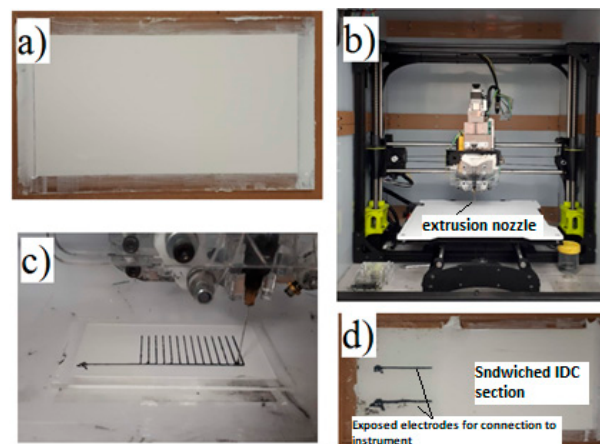 a)
b)
extrusion nozzle
c)
d)
Sndwiched IDC
section
Exposed electrodes for connection to
instrument